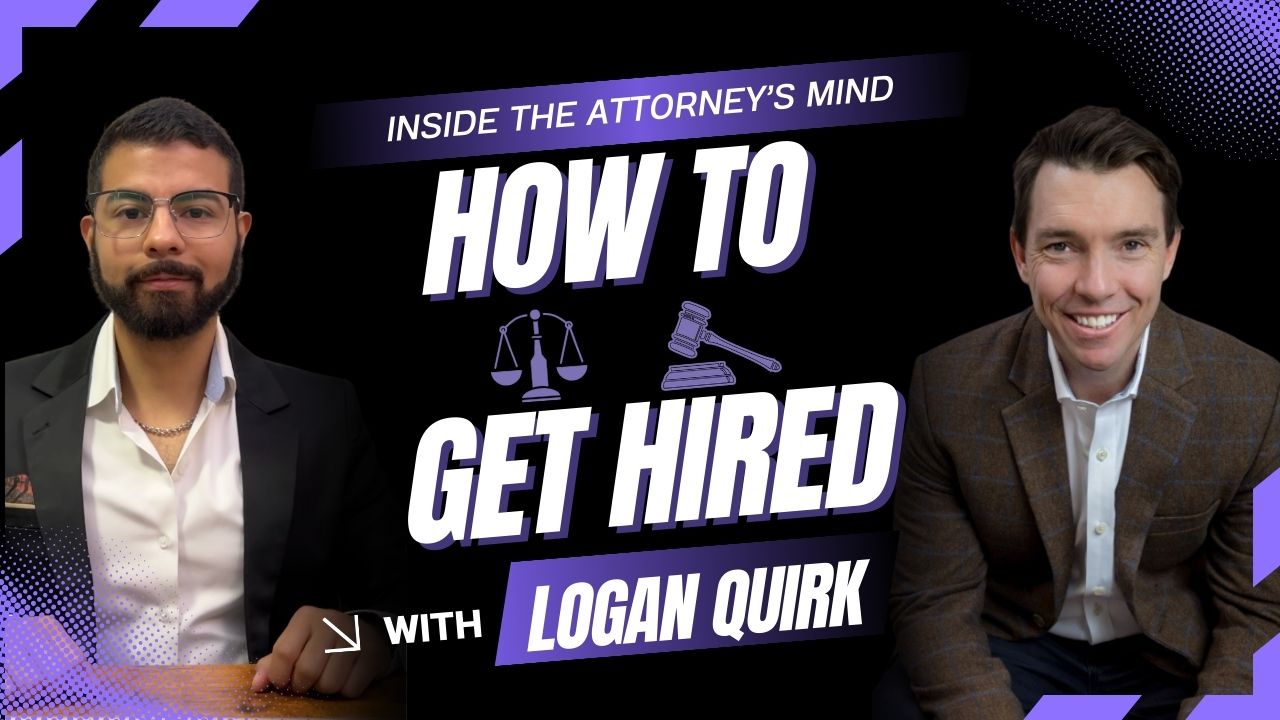 INSIDE THE ATTORNEY'S MIND
HOW TO
GET HIRED
WITH LOGAN QUIRK